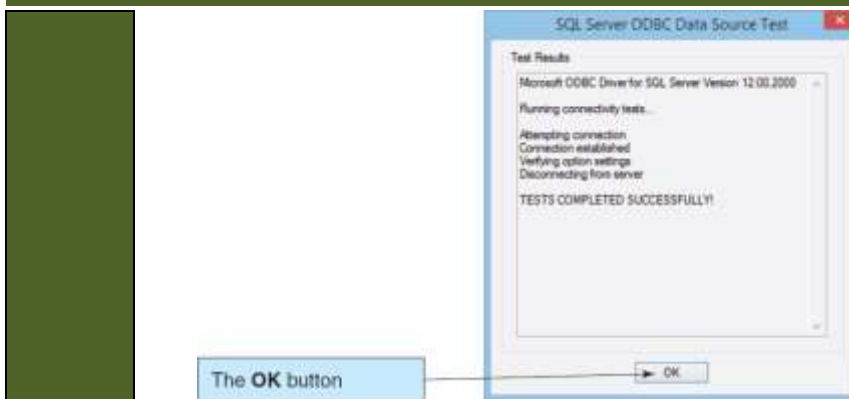 SQL Server ODBC Data Source Test
Test Results
Microsoft ODBC Driver for SQL Server Version 12.00.2000
Running connectivity tests...
Attempting connection
Connection established
Verifying option settings
Disconnecting from server
TESTS COMPLETED SUCCESSFULLY!
The OK button
OK